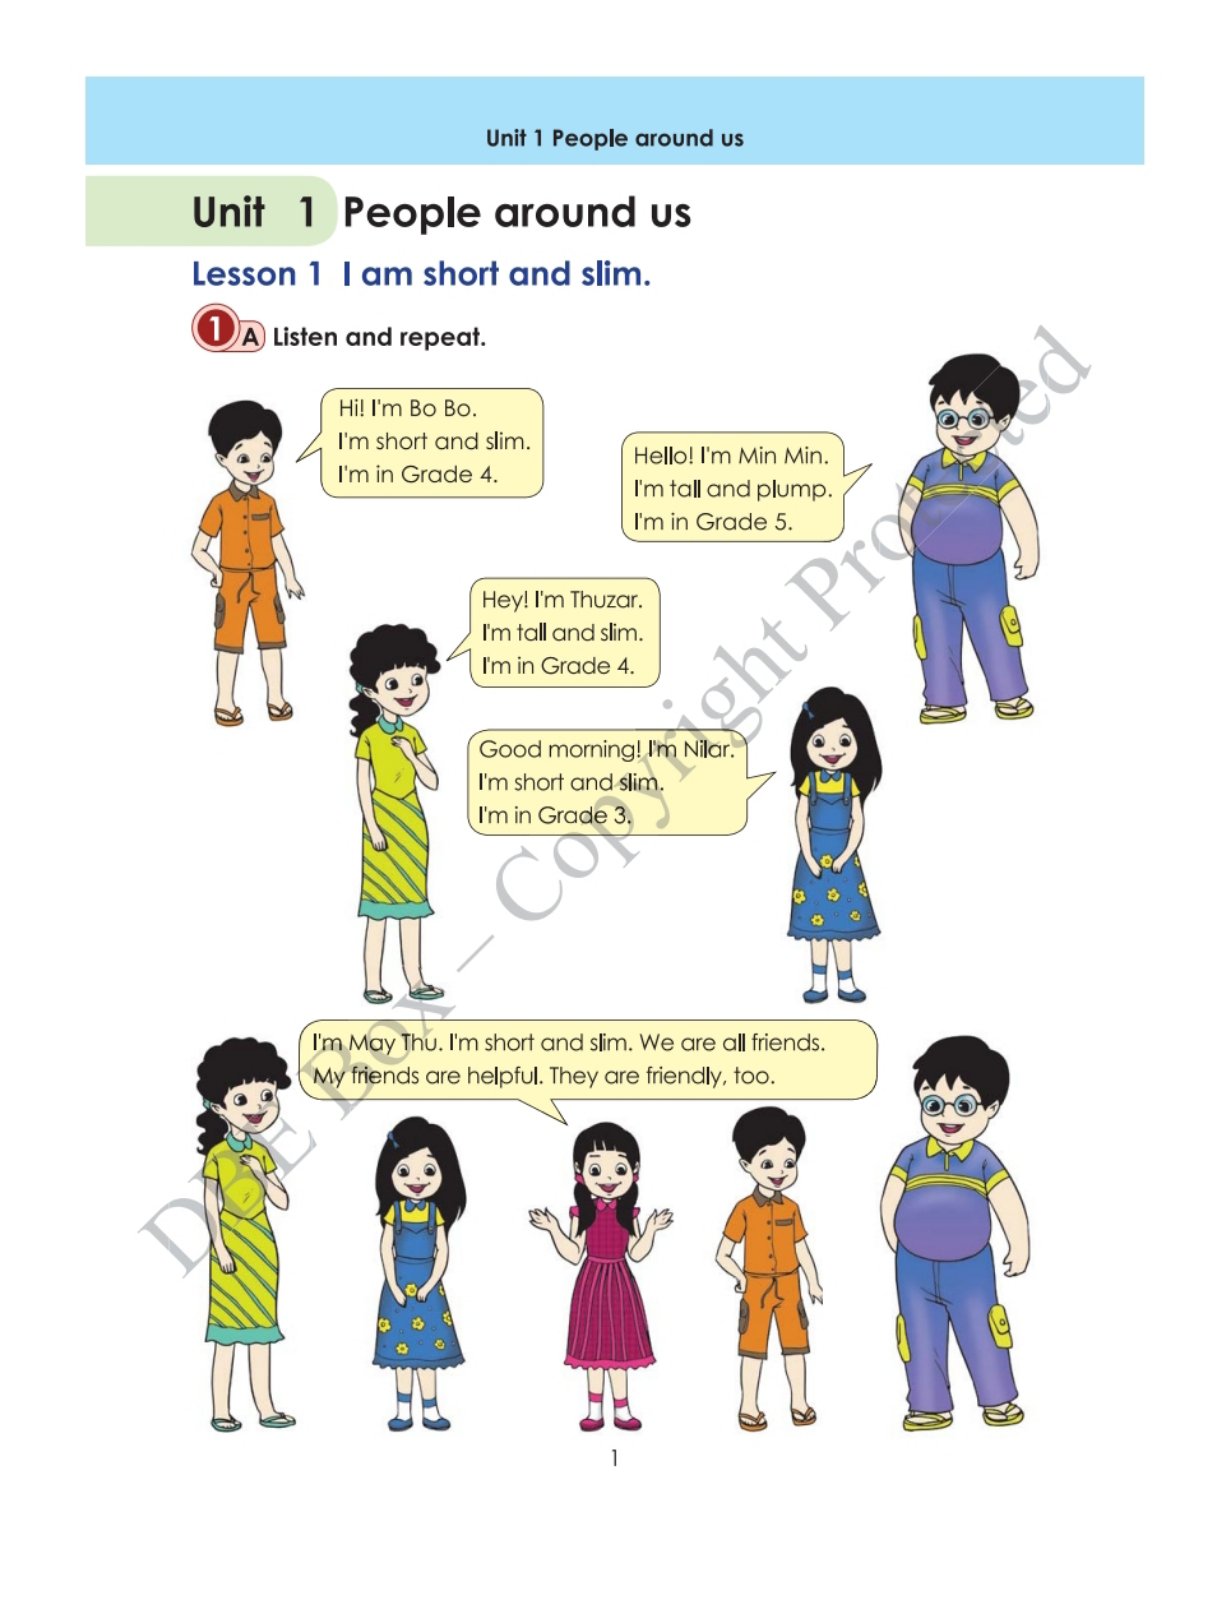 Unit 1 People around us
Unit 1 People around us
Lesson 1 I am short and slim.
1 A Listen and repeat.
Hi! I'm Bo Bo.
I'm short and slim.
I'm in Grade 4.
Hello! I'm Min Min.
I'm tall and plump.
I'm in Grade 5.
Hey! I'm Thuzar.
I'm tall and slim.
I'm in Grade 4.
Good morning! I'm Nilar.
I'm short and slim.
I'm in Grade 3.
I'm May Thu. I'm short and slim. We are all friends.
My friends are helpful. They are friendly, too.
DBE Box – Copyright Protected
1